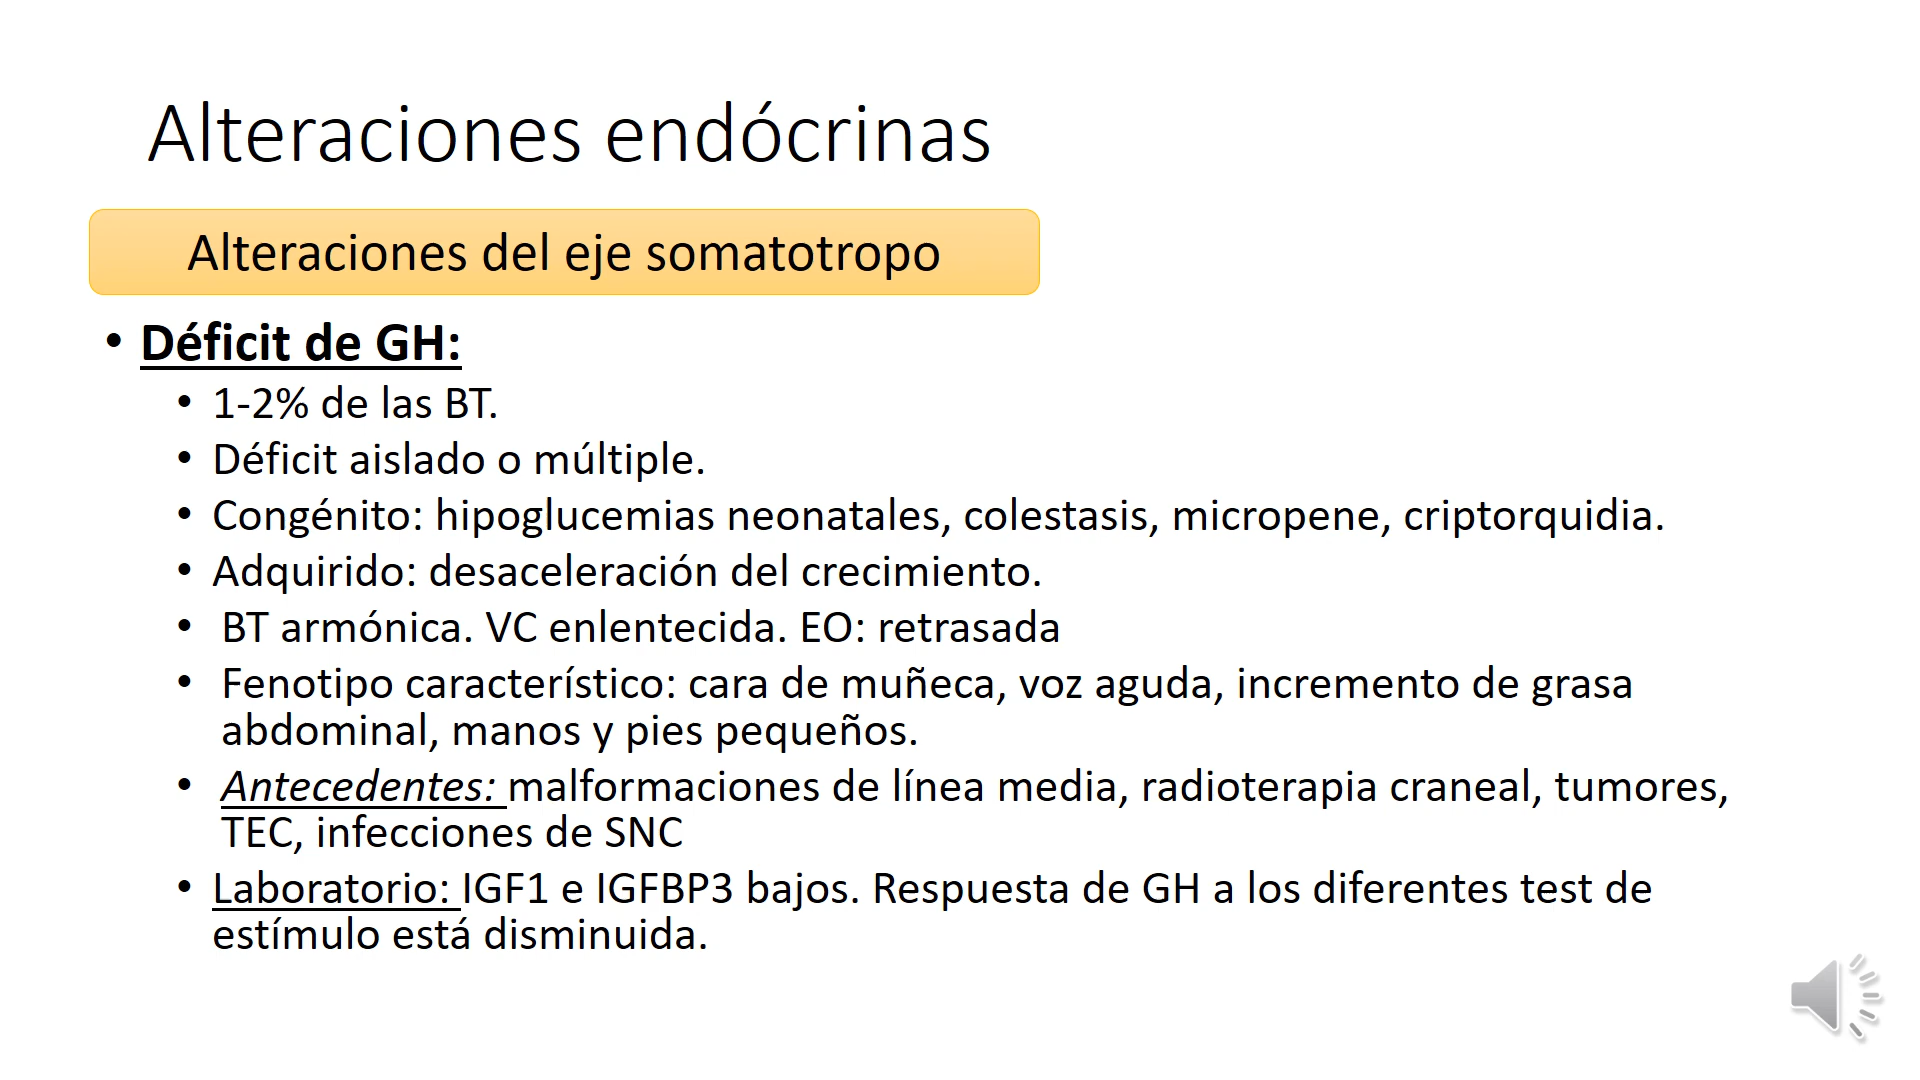 Alteraciones endócrinas
Alteraciones del eje somatotropo
• Déficit de GH:
• 1-2% de las BT.
• Déficit aislado o múltiple.
• Congénito: hipoglucemias neonatales, colestasis, micropene, criptorquidia.
• Adquirido: desaceleración del crecimiento.
• BT armónica. VC enlentecida. EO: retrasada
• Fenotipo característico: cara de muñeca, voz aguda, incremento de grasa
abdominal, manos y pies pequeños.
• Antecedentes: malformaciones de línea media, radioterapia craneal, tumores,
TEC, infecciones de SNC
• Laboratorio: IGF1 e IGFBP3 bajos. Respuesta de GH a los diferentes test de
estímulo está disminuida.